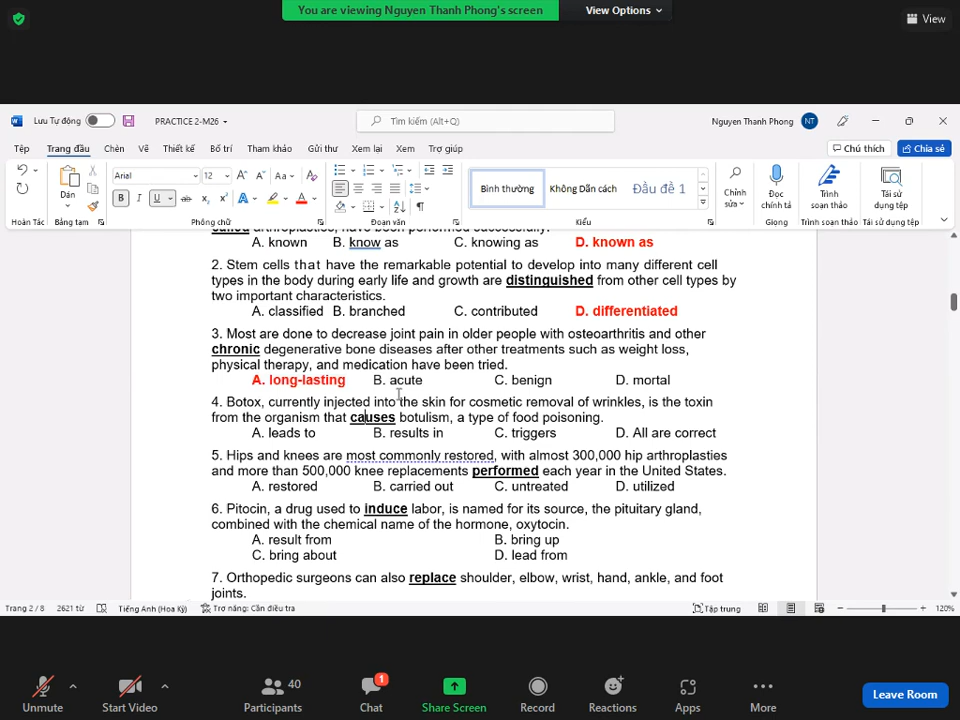 You are viewing Nguyen Thanh Phong's screen
View Options
View
Lưu Tự động
PRACTICE 2-M26
Tìm kiếm (Alt+Q)
Nguyen Thanh Phong
NT
Tệp Trang đầu Chèn Vẽ Thiết kế Bố trí Tham khảo Gửi thư Xem lại Xem Trợ giúp
Chú thích
Chia sẻ
Dán
Arial
12
Bình thường
Không Dãn cách
Đầu đề 1
Chỉnh sửa
Đọc chính tả
Trình soạn thảo
Tái sử dụng tệp
Hoàn Tác
Bảng tạm
Phông chữ
Đoạn văn
Kiểu
Giọng
Trình soạn thảo
Tái sử dụng tệp
called arthroplastics, have been performed successfully.
A. known B. know as C. knowing as D. known as
2. Stem cells that have the remarkable potential to develop into many different cell
types in the body during early life and growth are distinguished from other cell types by
two important characteristics.
A. classified B. branched C. contributed D. differentiated
3. Most are done to decrease joint pain in older people with osteoarthritis and other
chronic degenerative bone diseases after other treatments such as weight loss,
physical therapy, and medication have been tried.
A. long-lasting B. acute C. benign D. mortal
4. Botox, currently injected into the skin for cosmetic removal of wrinkles, is the toxin
from the organism that causes botulism, a type of food poisoning.
A. leads to B. results in C. triggers D. All are correct
5. Hips and knees are most commonly restored, with almost 300,000 hip arthroplasties
and more than 500,000 knee replacements performed each year in the United States.
A. restored B. carried out C. untreated D. utilized
6. Pitocin, a drug used to induce labor, is named for its source, the pituitary gland,
combined with the chemical name of the hormone, oxytocin.
A. result from B. bring up
C. bring about D. lead from
7. Orthopedic surgeons can also replace shoulder, elbow, wrist, hand, ankle, and foot
joints.
Trang 2 / 8 2621 từ Tiếng Anh (Hoa Kỳ) Trợ năng: Cần điều tra Tập trung 120%
Unmute
Start Video
40
Participants
1
Chat
Share Screen
Record
Reactions
Apps
More
Leave Room